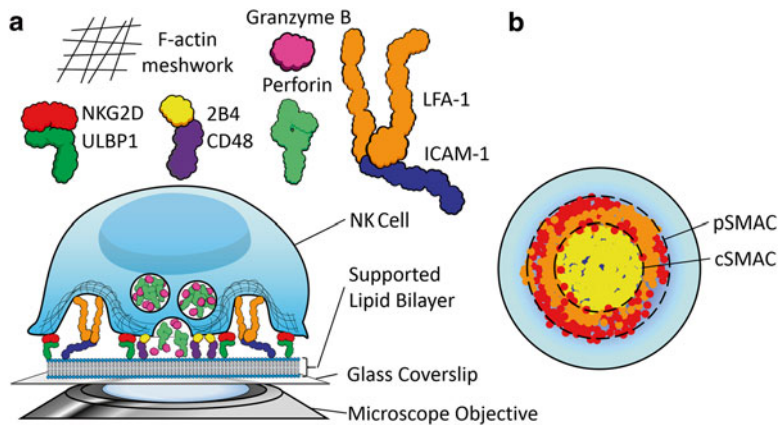 a
b
Granzyme B
F-actin
meshwork
Perforin
NKG2D
ULBP1
2B4
CD48
LFA-1
ICAM-1
NK Cell
Supported
Lipid Bilayer
Glass Coverslip
Microscope Objective
pSMAC
cSMAC